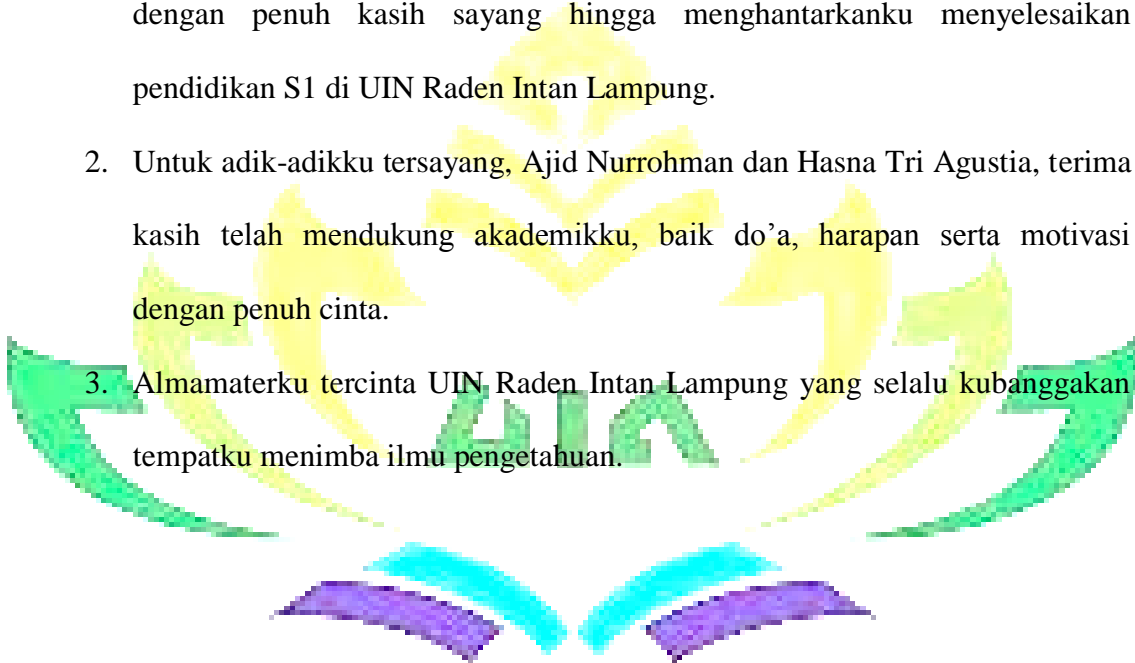 dengan penuh kasih sayang hingga menghantarkanku menyelesaikan
pendidikan S1 di UIN Raden Intan Lampung.
2. Untuk adik-adikku tersayang, Ajid Nurrohman dan Hasna Tri Agustia, terima
kasih telah mendukung akademikku, baik do’a, harapan serta motivasi
dengan penuh cinta.
3. Almamaterku tercinta UIN Raden Intan Lampung yang selalu kubanggakan
UIN
tempatku menimba ilmu pengetahuan.